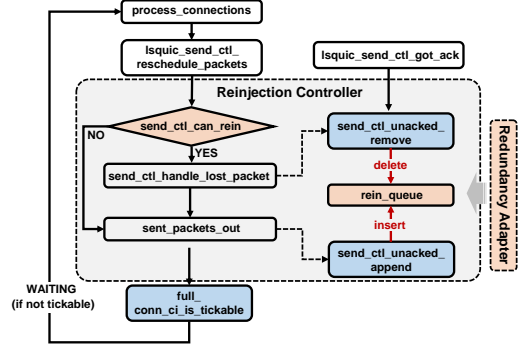 process_connections
lsquic_send_ctl_
reschedule_packets
lsquic_send_ctl_got_ack
Reinjection Controller
send_ctl_can_rein
NO
YES
send_ctl_unacked_
remove
send_ctl_handle_lost_packet
delete
rein_queue
sent_packets_out
insert
send_ctl_unacked_
append
Redundancy Adapter
WAITING
(if not tickable)
full_
conn_ci_is_tickable